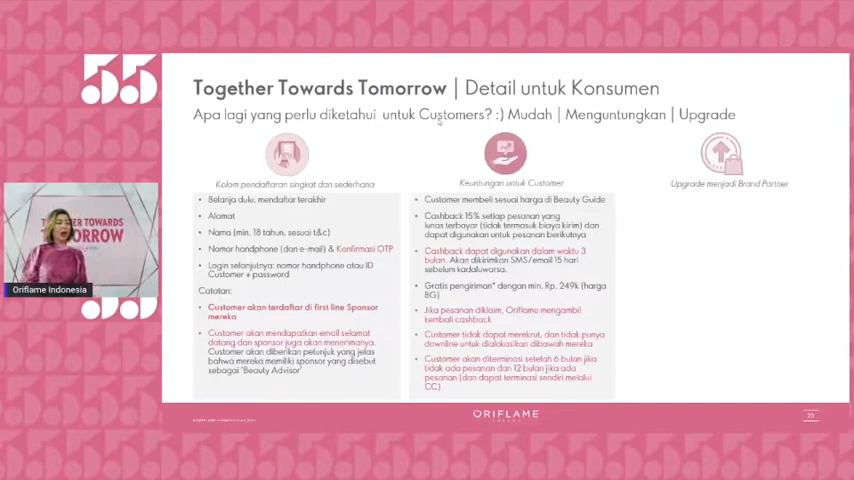 55
Together Towards Tomorrow | Detail untuk Konsumen
Apa lagi yang perlu diketahui untuk Customers? :) Mudah | Menguntungkan | Upgrade
Kolom pendaftaran singkat dan sederhana
• Belanja dulu, mendaftar terakhir
• Alamat
• Nama (min. 18 tahun, sesuai t&c)
• Nomor handphone (dan e-mail) & Konfirmasi OTP
• Login selanjutnya: nomor handphone atau ID
Customer + password
Catatan:
• Customer akan terdaftar di first line Sponsor
mereka
• Customer akan mendapatkan email selamat
datang dan sponsor juga akan menerimanya.
Customer akan diberikan petunjuk yang jelas
bahwa mereka memiliki sponsor yang disebut
sebagai 'Beauty Advisor'
Keuntungan untuk Customer
• Customer membeli sesuai harga di Beauty Guide
• Cashback 15% setiap pesanan yang
lunas terbayar (tidak termasuk biaya kirim) dan
dapat digunakan untuk pesanan berikutnya
• Cashback dapat digunakan dalam waktu 3
bulan. Akan dikirimkan SMS/email 15 hari
sebelum kadaluwarsa.
• Gratis pengiriman* dengan min. Rp. 249k (harga
BG)
• Jika pesanan diklaim, Oriflame mengambil
kembali cashback
• Customer tidak dapat merekrut, dan tidak punya
downline untuk dialokasikan dibawah mereka
• Customer akan diterminasi setelah 6 bulan jika
tidak ada pesanan dan 12 bulan jika ada
pesanan (dan dapat terminasi sendiri melalui
CC)
Upgrade menjadi Brand Partner
TOGETHER TOWARDS
TOMORROW
Oriflame Indonesia
ORIFLAME
SWEDEN